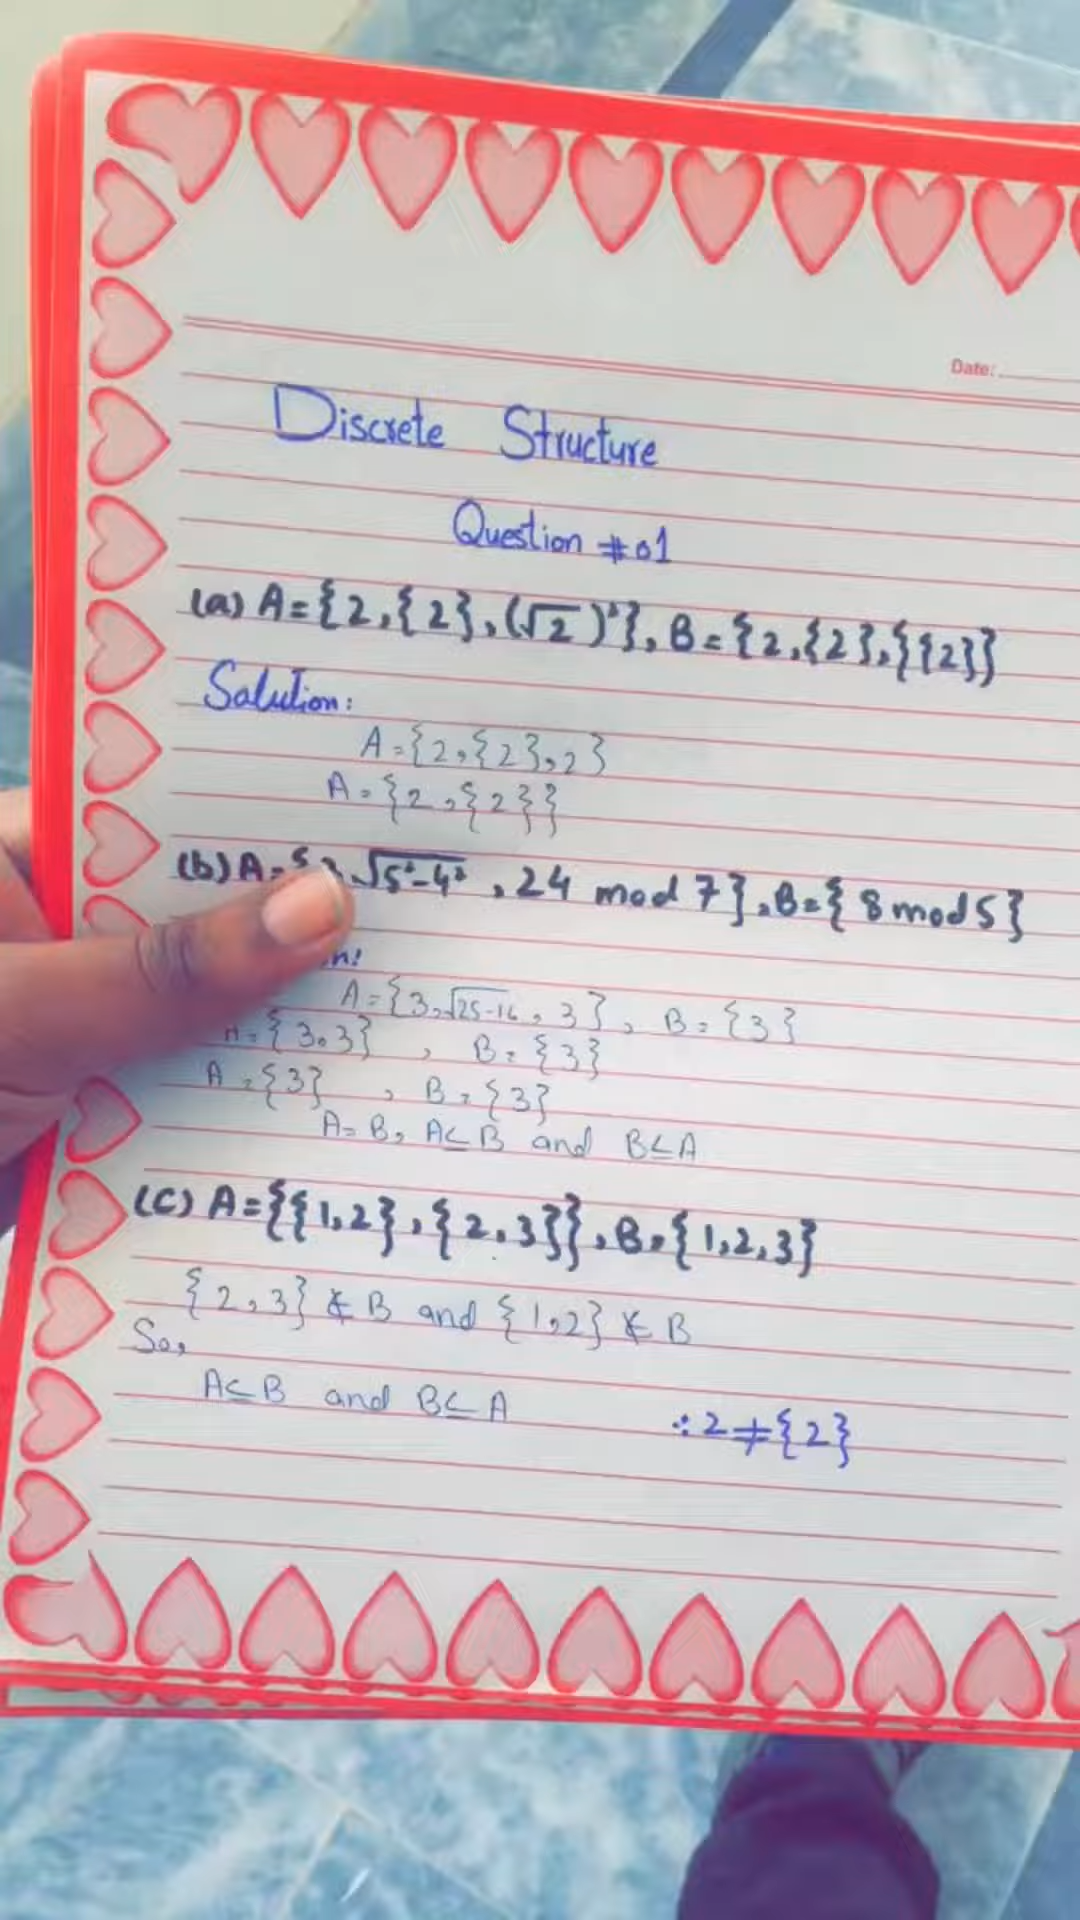 Date:
Discrete Structure
Question #01
(a) A={2,{2},(√2)²}, B={2,{2},{{2}}
Solution:
A={2,{2},2}
A={2,{2}}
(b) A={3,√5²-4², 24 mod 7}, B={8 mod 5}
n:
A={3,√25-16, 3}, B={3}
A={3,3}, B={3}
A={3}, B={3}
A=B, A⊆B and B⊆A
(c) A={{1,2},{2,3}}, B={1,2,3}
{2,3} ∉ B and {1,2} ∉ B
So,
A⊆B and B⊆A
∴ 2≠{2}